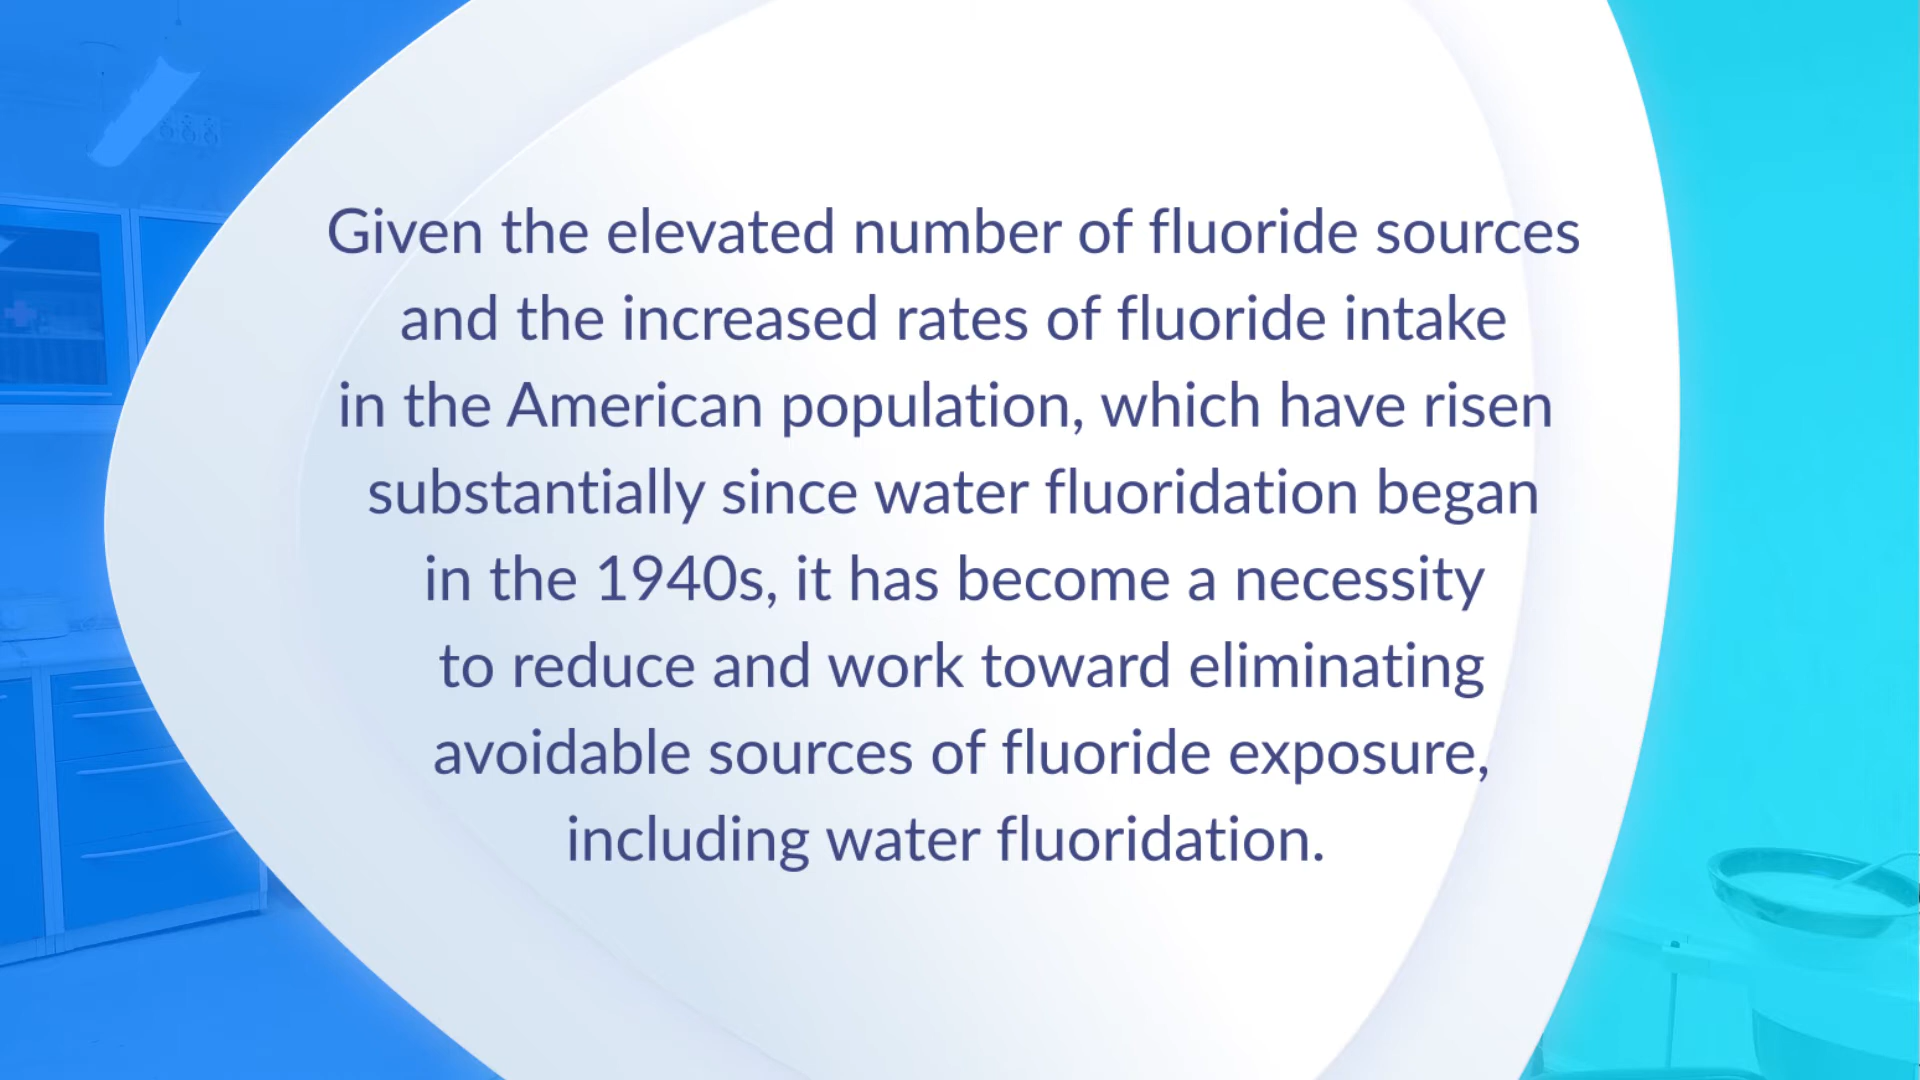 Given the elevated number of fluoride sources
and the increased rates of fluoride intake
in the American population, which have risen
substantially since water fluoridation began
in the 1940s, it has become a necessity
to reduce and work toward eliminating
avoidable sources of fluoride exposure,
including water fluoridation.